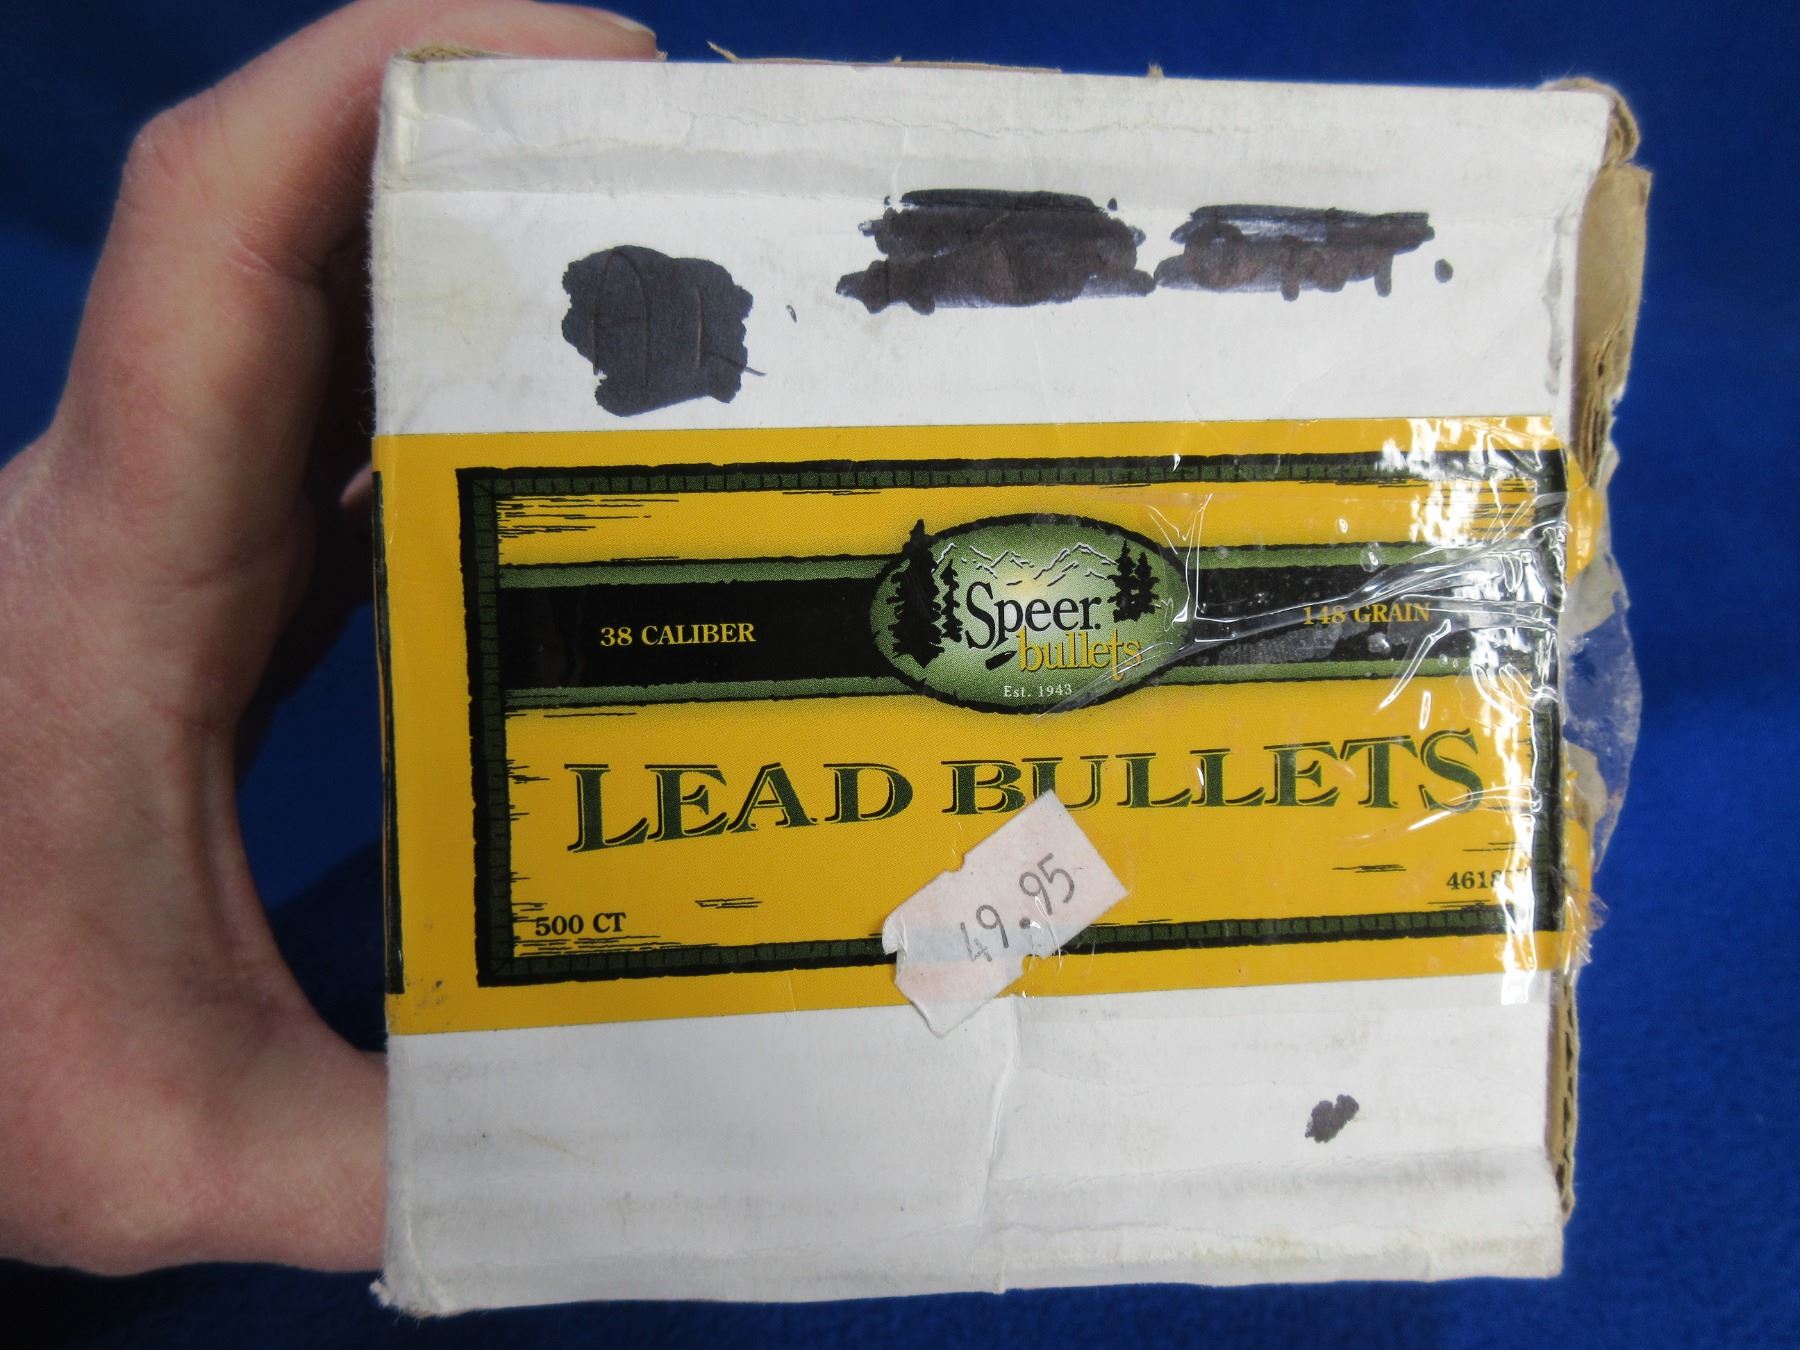 38 CALIBER
Speer.
bullets
Est. 1943
148 GRAIN
LEAD BULLETS
49.95
500 CT